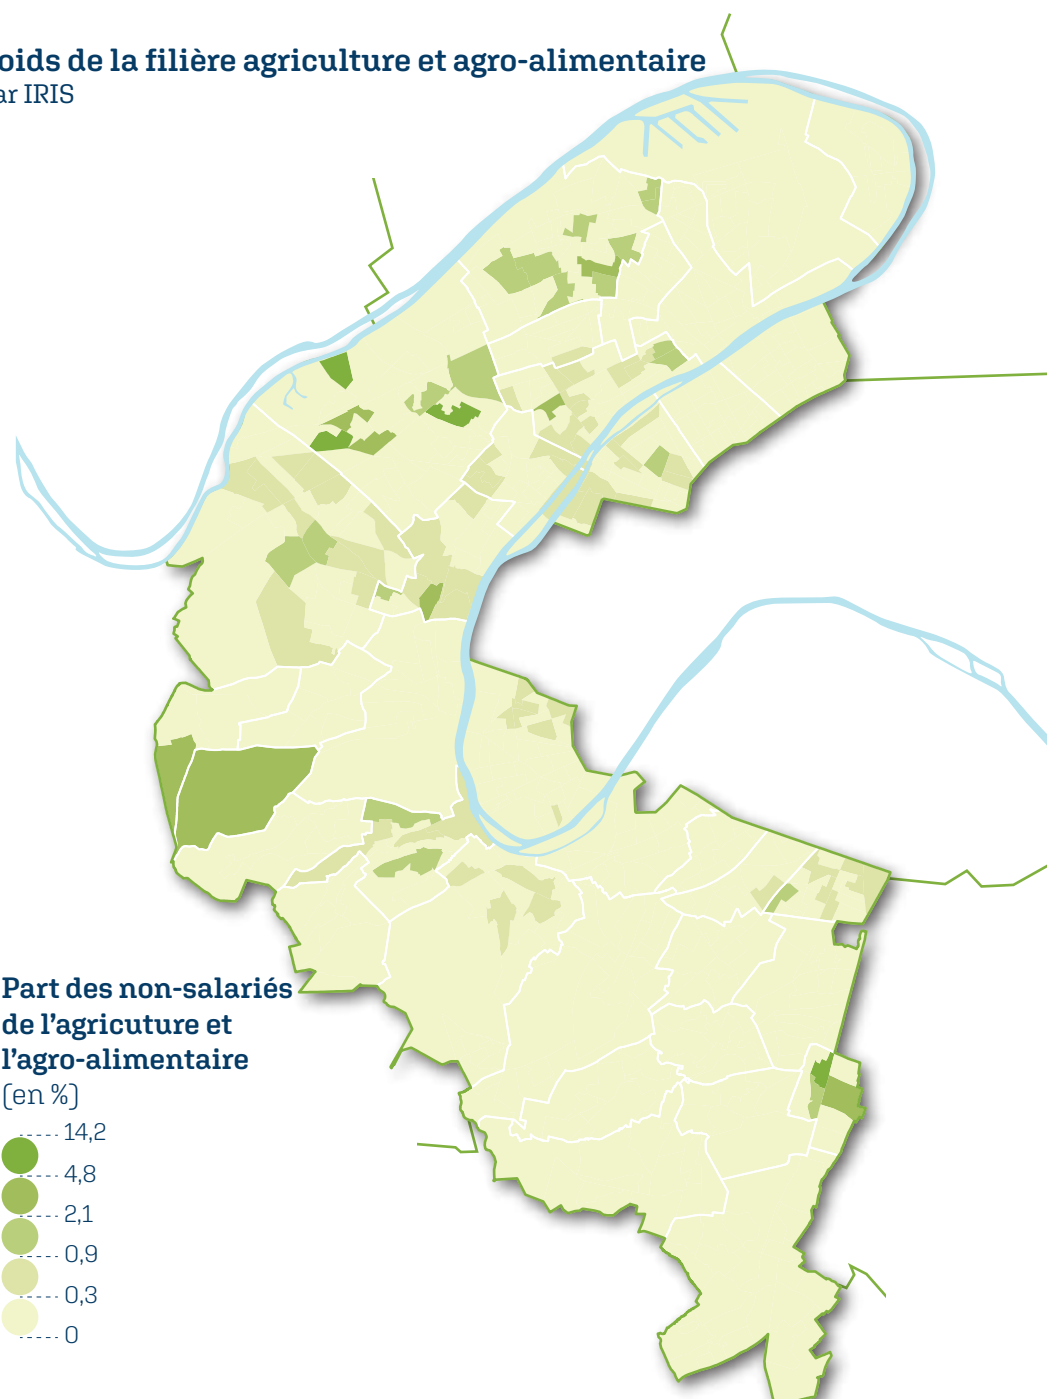 oids de la filière agriculture et agro-alimentaire
ar IRIS
Part des non-salariés
de l'agricuture et
l'agro-alimentaire
(en %)
14,2
4,8
2,1
0,9
0,3
0